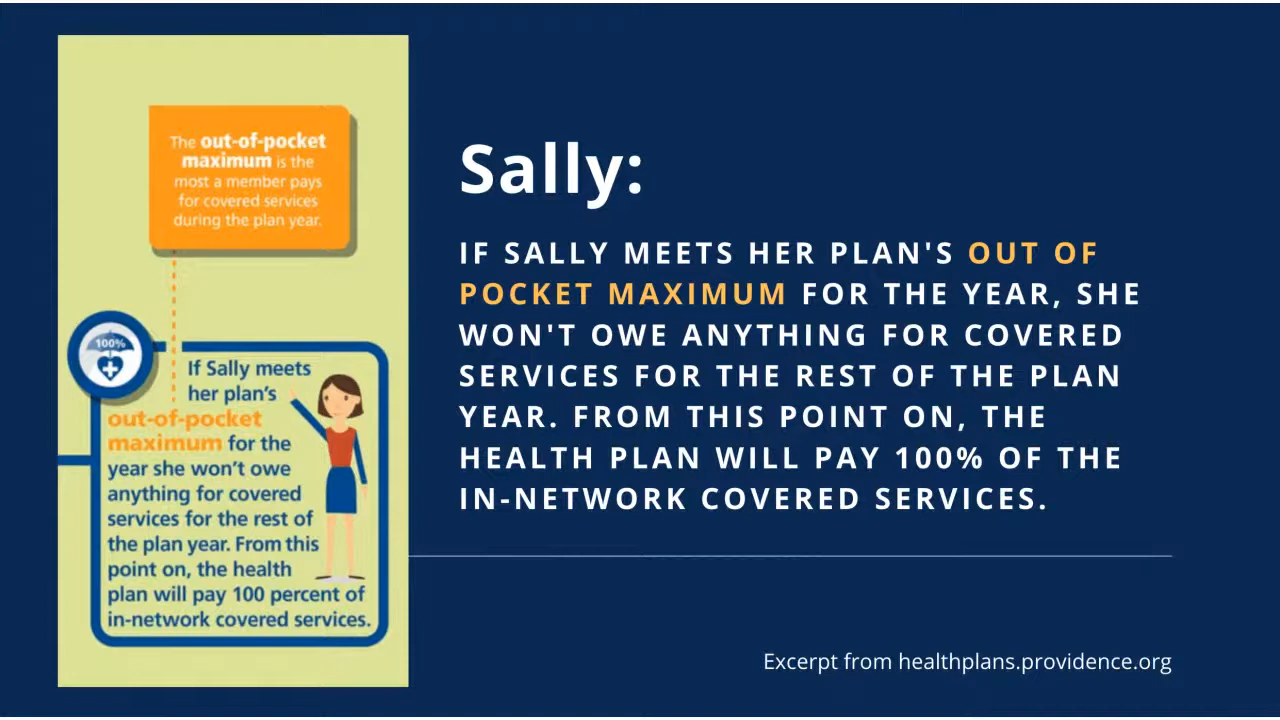 The out-of-pocket
maximum is the
most a member pays
for covered services
during the plan year.
100%
If Sally meets
her plan's
out-of-pocket
maximum for the
year she won't owe
anything for covered
services for the rest of
the plan year. From this
point on, the health
plan will pay 100 percent of
in-network covered services.
Sally:
IF SALLY MEETS HER PLAN'S OUT OF
POCKET MAXIMUM FOR THE YEAR, SHE
WON'T OWE ANYTHING FOR COVERED
SERVICES FOR THE REST OF THE PLAN
YEAR. FROM THIS POINT ON, THE
HEALTH PLAN WILL PAY 100% OF THE
IN-NETWORK COVERED SERVICES.
Excerpt from healthplans.providence.org